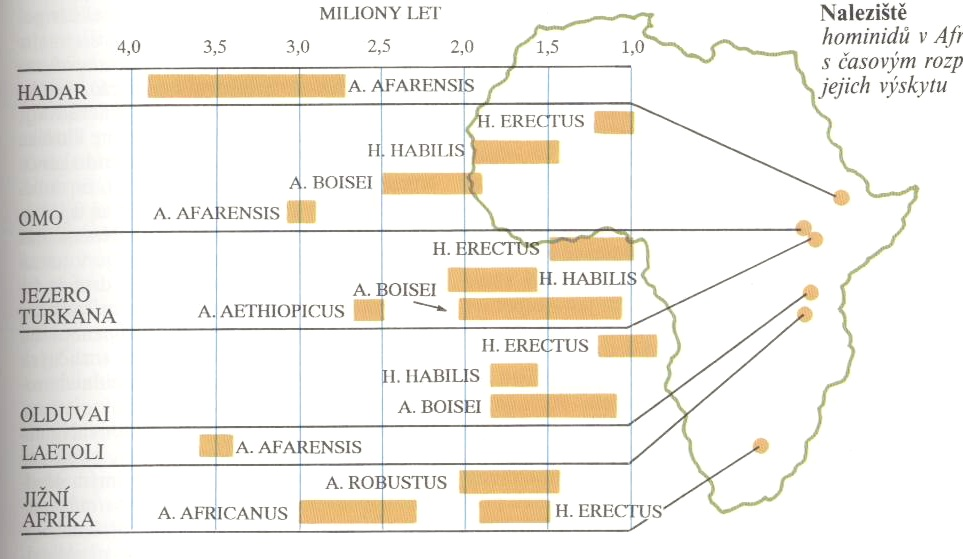 MILIONY LET
4,0 3,5 3,0 2,5 2,0 1,5 1,0
Naleziště
hominidů v Afr
s časovým rozp
jejich výskytu
HADAR
A. AFARENSIS
H. ERECTUS
H. HABILIS
A. BOISEI
OMO
A. AFARENSIS
H. ERECTUS
H. HABILIS
JEZERO
TURKANA
A. BOISEI
A. AETHIOPICUS
H. ERECTUS
H. HABILIS
OLDUVAI
A. BOISEI
LAETOLI
A. AFARENSIS
A. ROBUSTUS
JIŽNÍ
AFRIKA
A. AFRICANUS
H. ERECTUS